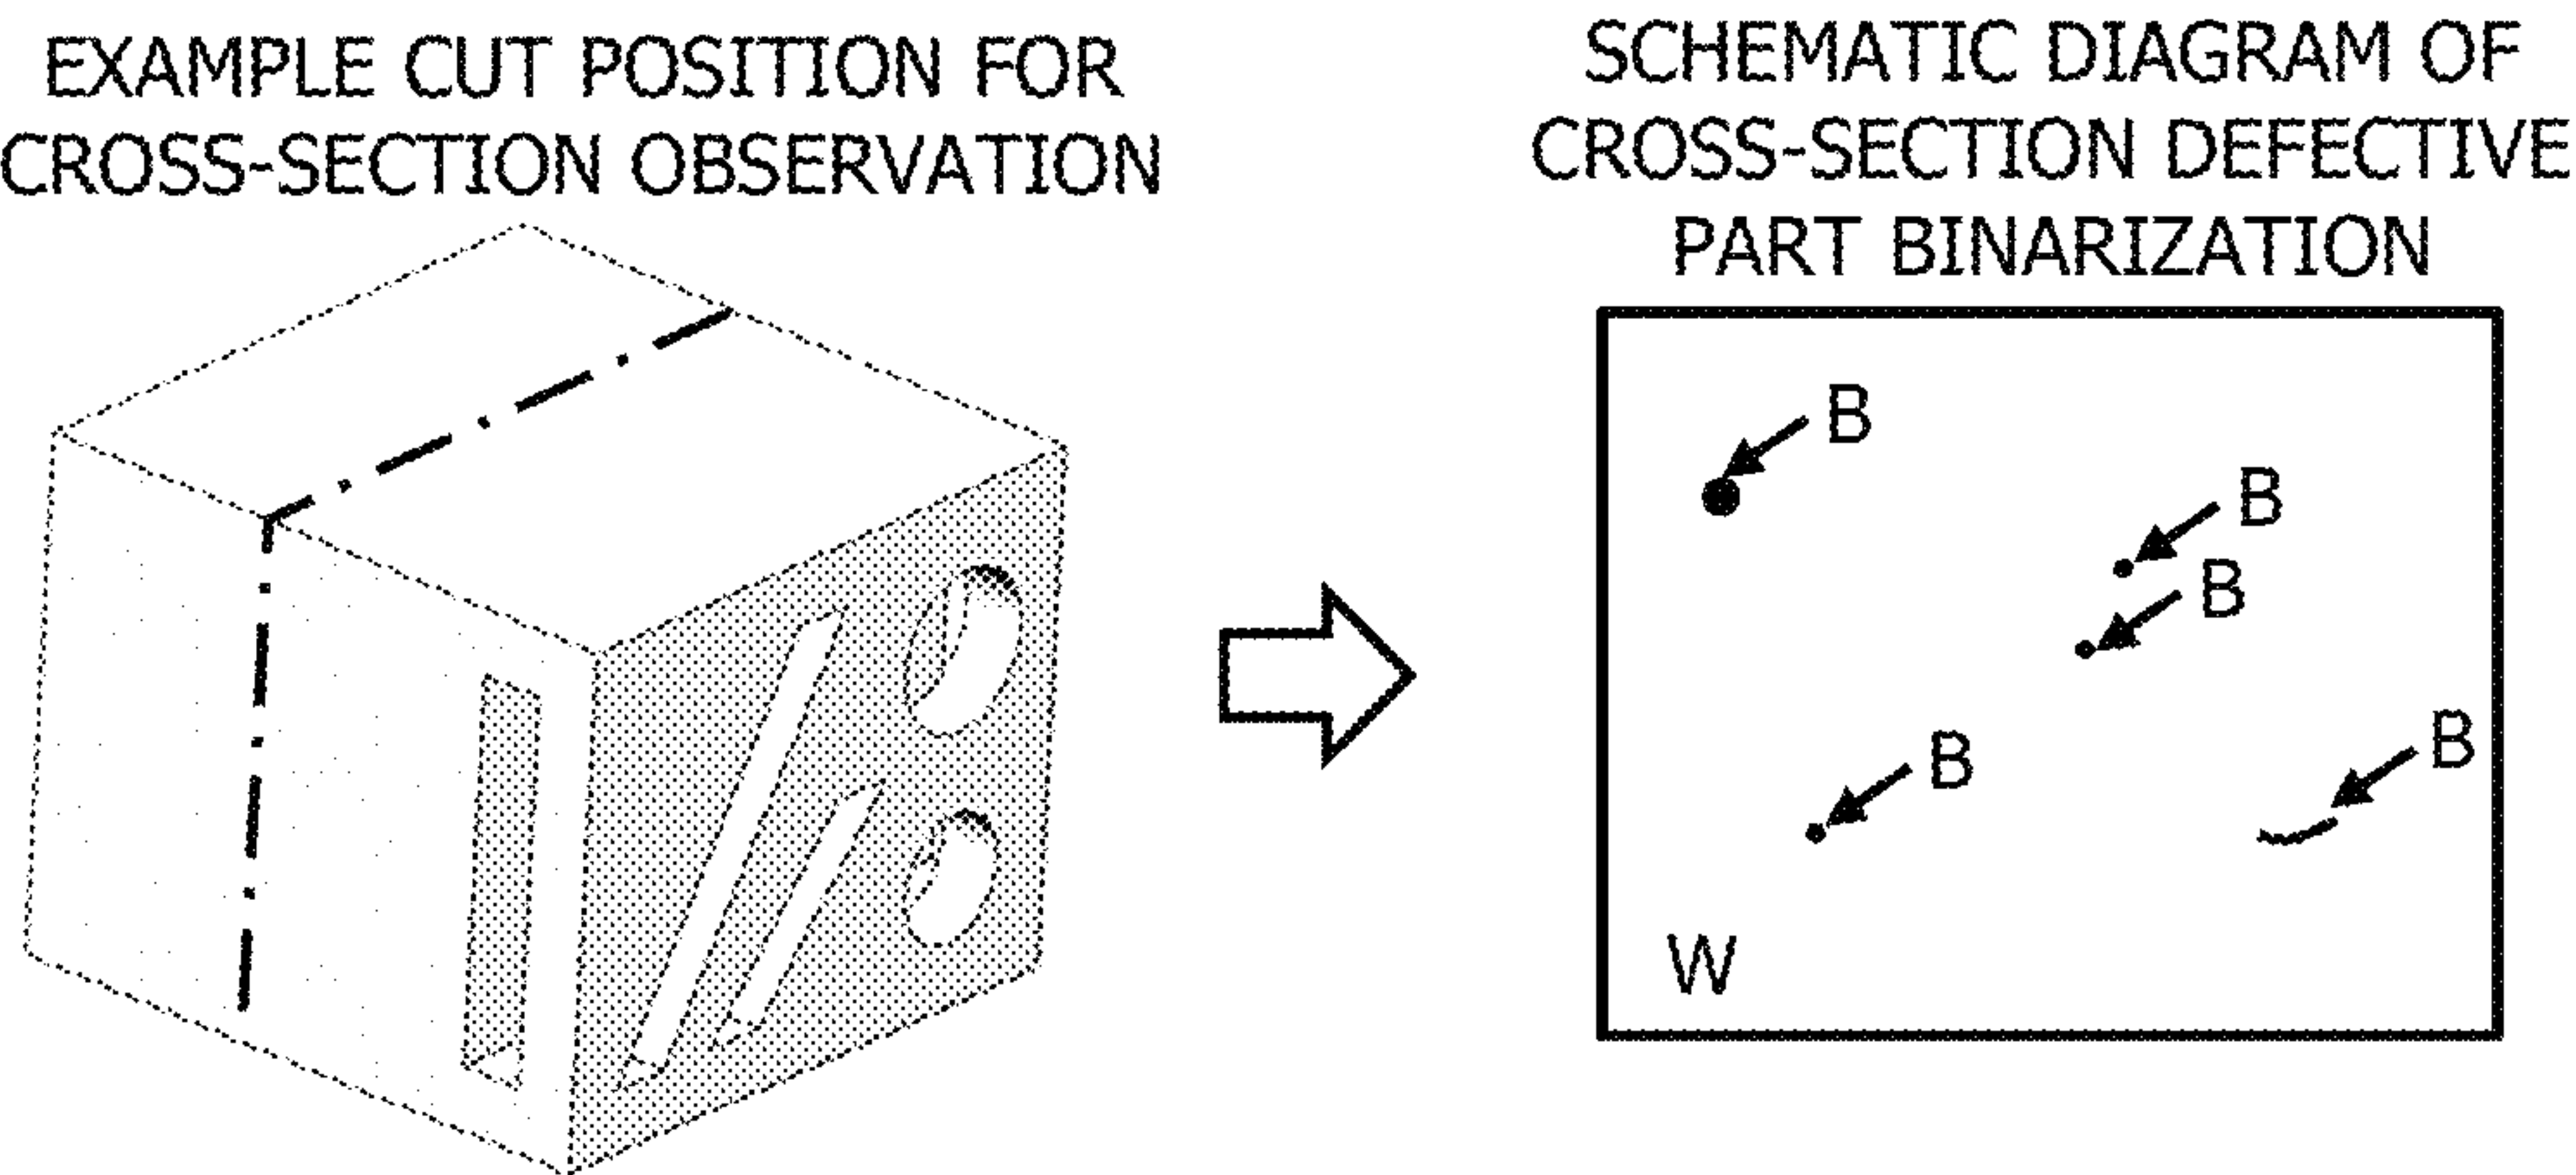 EXAMPLE CUT POSITION FOR
CROSS-SECTION OBSERVATION
SCHEMATIC DIAGRAM OF
CROSS-SECTION DEFECTIVE
PART BINARIZATION
B
B
B
B
B
W